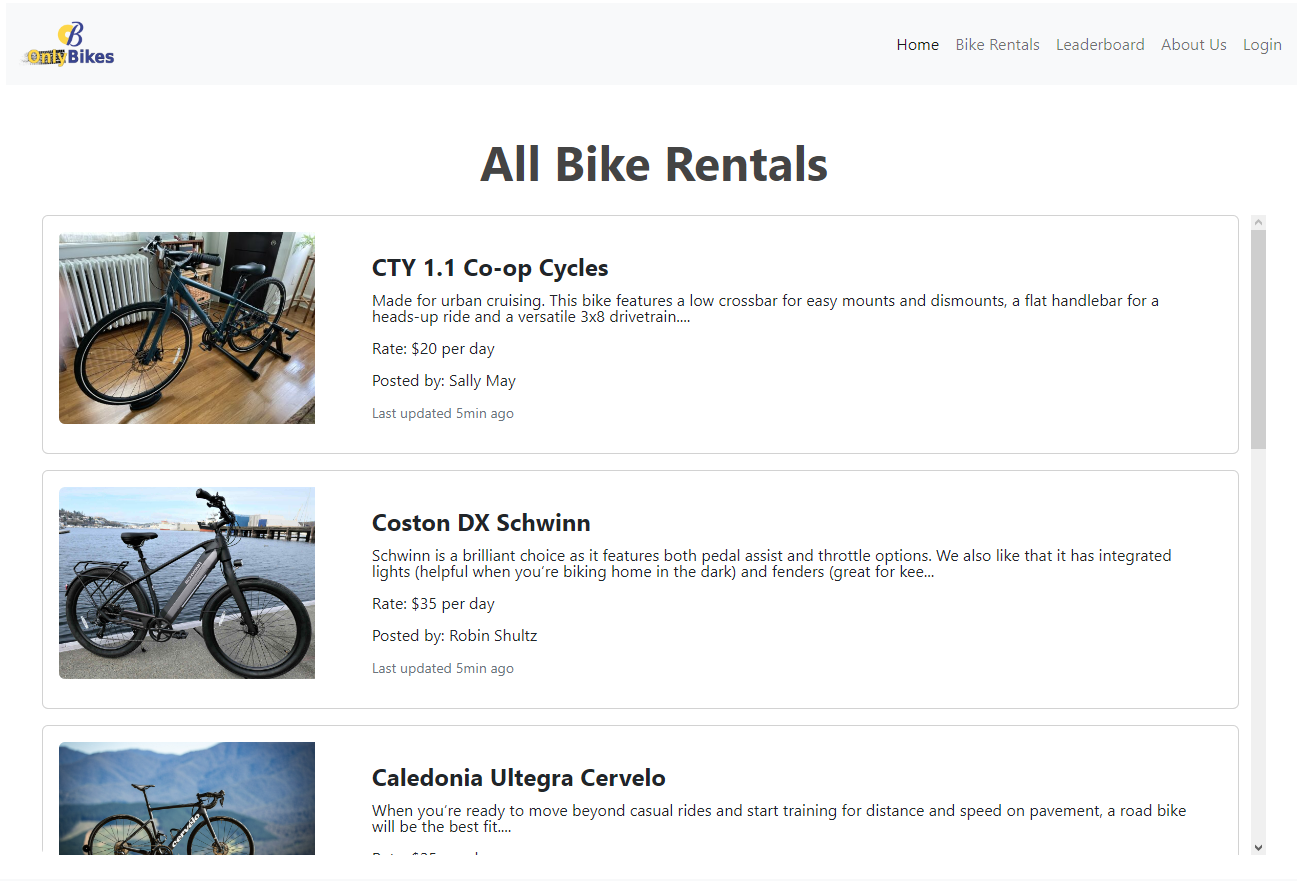 B
OnlyBikes
Home Bike Rentals Leaderboard About Us Login
All Bike Rentals
CTY 1.1 Co-op Cycles
Made for urban cruising. This bike features a low crossbar for easy mounts and dismounts, a flat handlebar for a
heads-up ride and a versatile 3x8 drivetrain....
Rate: $20 per day
Posted by: Sally May
Last updated 5min ago
Coston DX Schwinn
Schwinn is a brilliant choice as it features both pedal assist and throttle options. We also like that it has integrated
lights (helpful when you’re biking home in the dark) and fenders (great for kee...
Rate: $35 per day
Posted by: Robin Shultz
Last updated 5min ago
cervélo
Caledonia Ultegra Cervelo
When you’re ready to move beyond casual rides and start training for distance and speed on pavement, a road bike
will be the best fit....